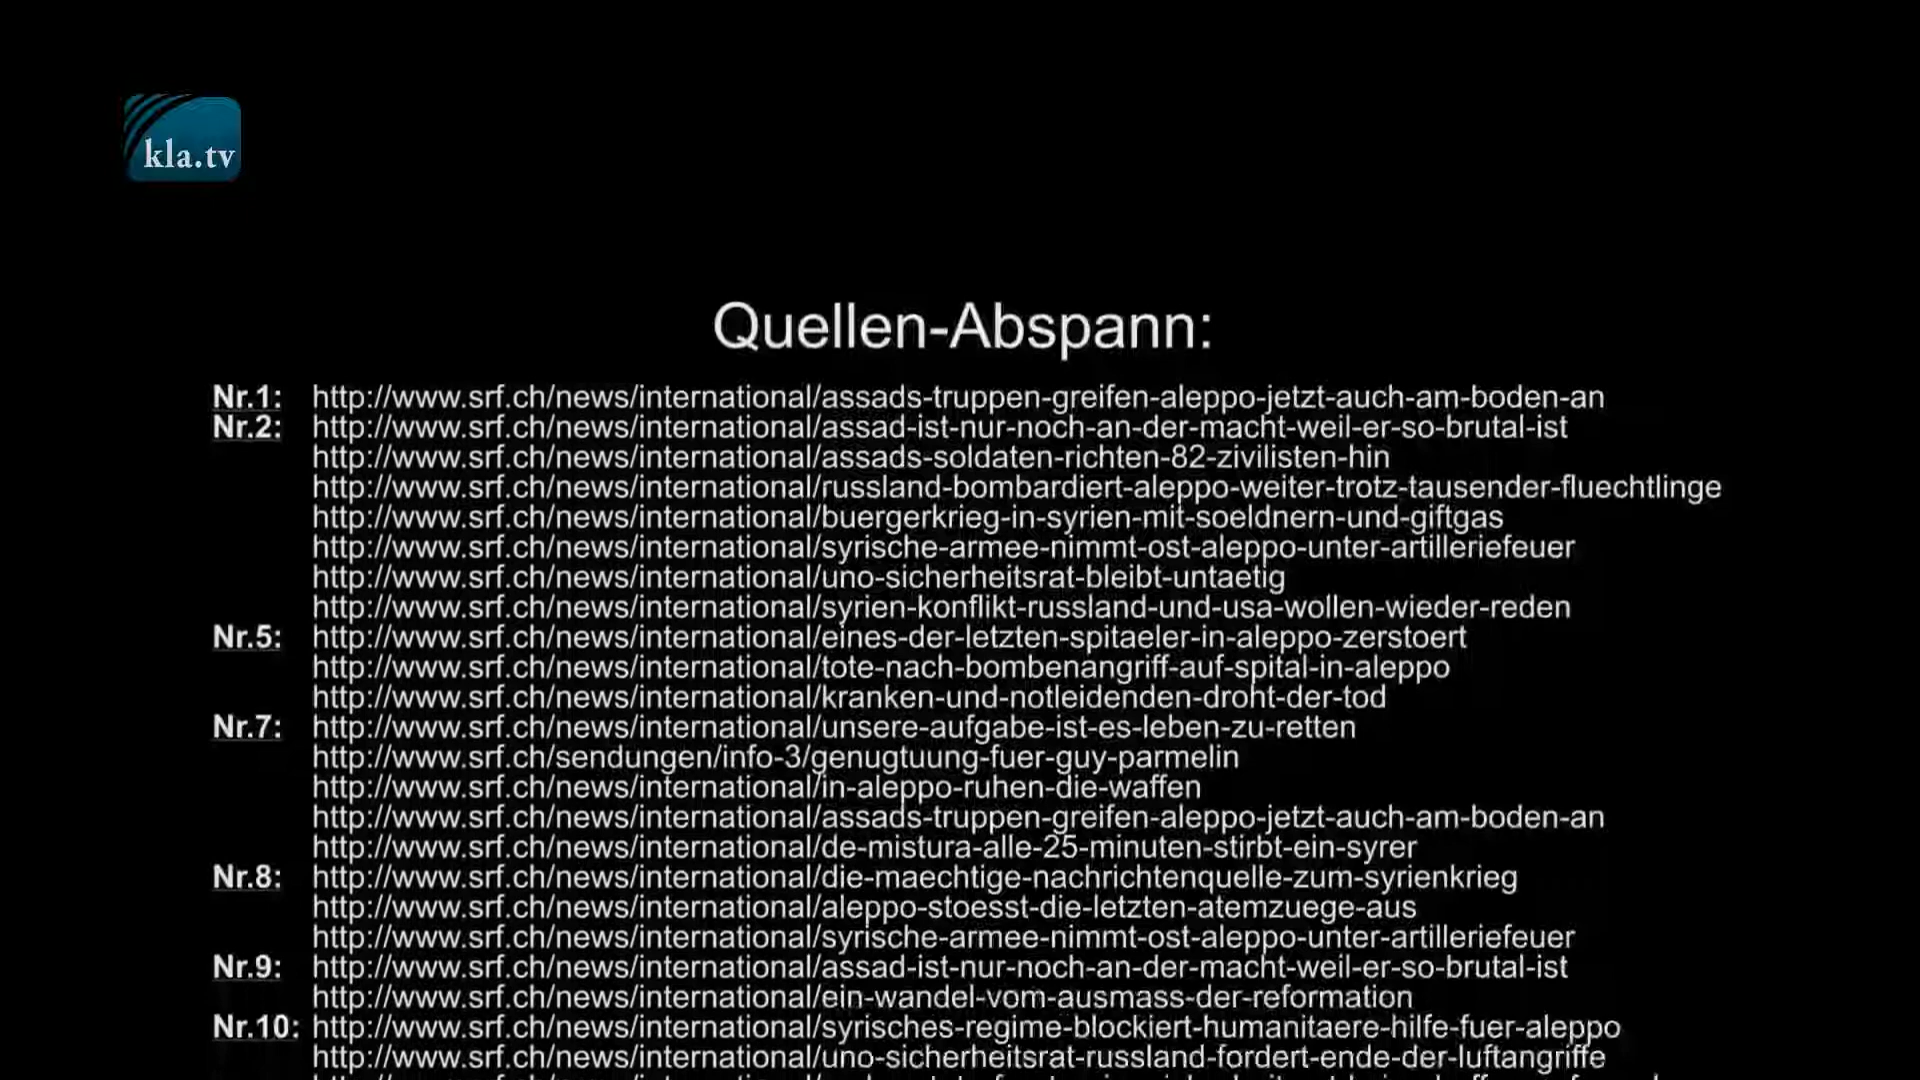 kla.tv
Quellen-Abspann:
Nr.1: http://www.srf.ch/news/international/assads-truppen-greifen-aleppo-jetzt-auch-am-boden-an
Nr.2: http://www.srf.ch/news/international/assad-ist-nur-noch-an-der-macht-weil-er-so-brutal-ist
http://www.srf.ch/news/international/assads-soldaten-richten-82-zivilisten-hin
http://www.srf.ch/news/international/russland-bombardiert-aleppo-weiter-trotz-tausender-fluechtlinge
http://www.srf.ch/news/international/buergerkrieg-in-syrien-mit-soeldnern-und-giftgas
http://www.srf.ch/news/international/syrische-armee-nimmt-ost-aleppo-unter-artilleriefeuer
http://www.srf.ch/news/international/uno-sicherheitsrat-bleibt-untaetig
http://www.srf.ch/news/international/syrien-konflikt-russland-und-usa-wollen-wieder-reden
Nr.5: http://www.srf.ch/news/international/eines-der-letzten-spitaeler-in-aleppo-zerstoert
http://www.srf.ch/news/international/tote-nach-bombenangriff-auf-spital-in-aleppo
http://www.srf.ch/news/international/kranken-und-notleidenden-droht-der-tod
Nr.7: http://www.srf.ch/news/international/unsere-aufgabe-ist-es-leben-zu-retten
http://www.srf.ch/sendungen/info-3/genugtuung-fuer-guy-parmelin
http://www.srf.ch/news/international/in-aleppo-ruhen-die-waffen
http://www.srf.ch/news/international/assads-truppen-greifen-aleppo-jetzt-auch-am-boden-an
http://www.srf.ch/news/international/de-mistura-alle-25-minuten-stirbt-ein-syrer
Nr.8: http://www.srf.ch/news/international/die-maechtige-nachrichtenquelle-zum-syrienkrieg
http://www.srf.ch/news/international/aleppo-stoesst-die-letzten-atemzuege-aus
http://www.srf.ch/news/international/syrische-armee-nimmt-ost-aleppo-unter-artilleriefeuer
Nr.9: http://www.srf.ch/news/international/assad-ist-nur-noch-an-der-macht-weil-er-so-brutal-ist
http://www.srf.ch/news/international/ein-wandel-vom-ausmass-der-reformation
Nr.10: http://www.srf.ch/news/international/syrisches-regime-blockiert-humanitaere-hilfe-fuer-aleppo
http://www.srf.ch/news/international/uno-sicherheitsrat-russland-fordert-ende-der-luftangriffe